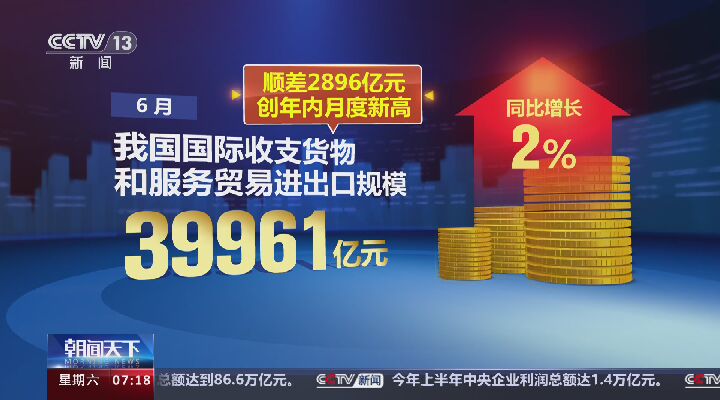 CCTV 13
新闻
顺差2896亿元
创年内月度新高
6月
我国国际收支货物
和服务贸易进出口规模
39961亿元
同比增长
2%
朝闻天下
MORNING NEWS
星期六 07:18
总额达到86.6万亿元。 CCTV 新闻 今年上半年中央企业利润总额达1.4万亿元。 CCTV